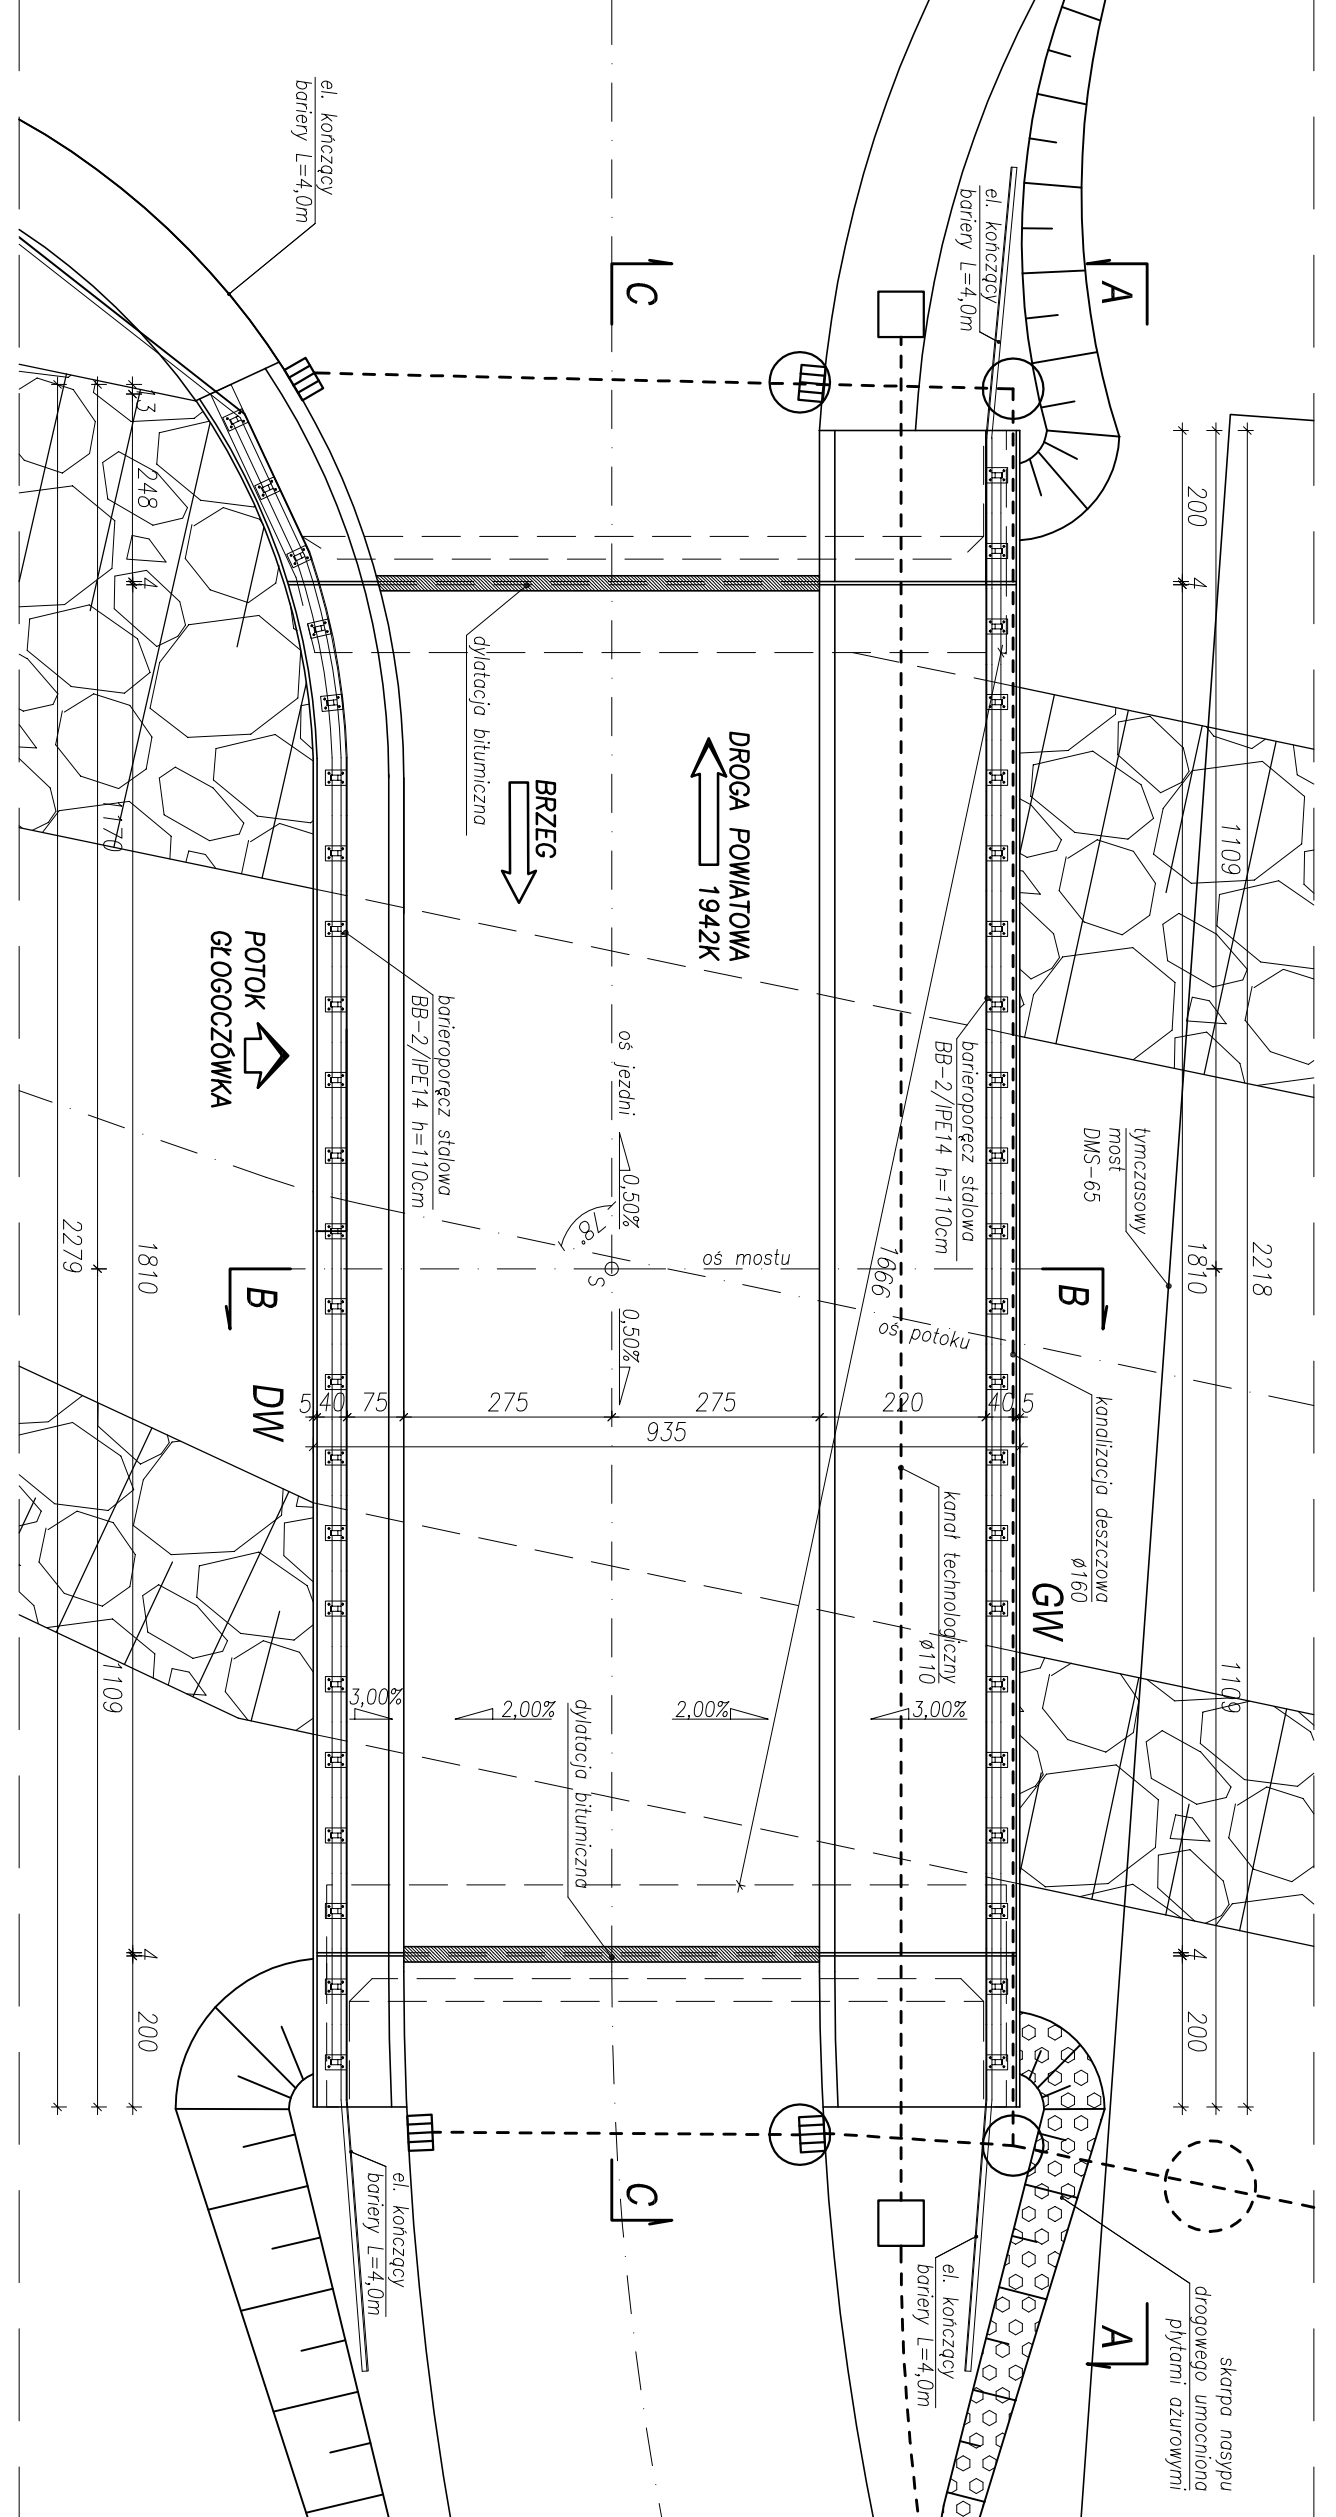 el. kończący
bariery L=4,0m
el. kończący
bariery L=4,0m
A
C
200
4
1109
2218
1810
1109
4
200
13
248
4
1170
1810
2279
1109
4
200
dylatacja bitumiczna
BRZEG
DROGA POWIATOWA
1942K
POTOK
GŁOGOCZÓWKA
barieroporęcz stalowa
BB-2/IPE14 h=110cm
oś jezdni
0,50%
barieroporęcz stalowa
BB-2/IPE14 h=110cm
tymczasowy
most
DMS-65
78°
S
oś mostu
1666
oś potoku
0,50%
B
B
DW
GW
5 40 75 275 275 220 40 5
935
kanalizacja deszczowa
ø160
kanał technologiczny
ø110
3,00%
2,00%
2,00%
3,00%
dylatacja bitumiczna
el. kończący
bariery L=4,0m
C
el. kończący
bariery L=4,0m
A
skarpa nasypu
drogowego umocniona
płytami ażurowymi